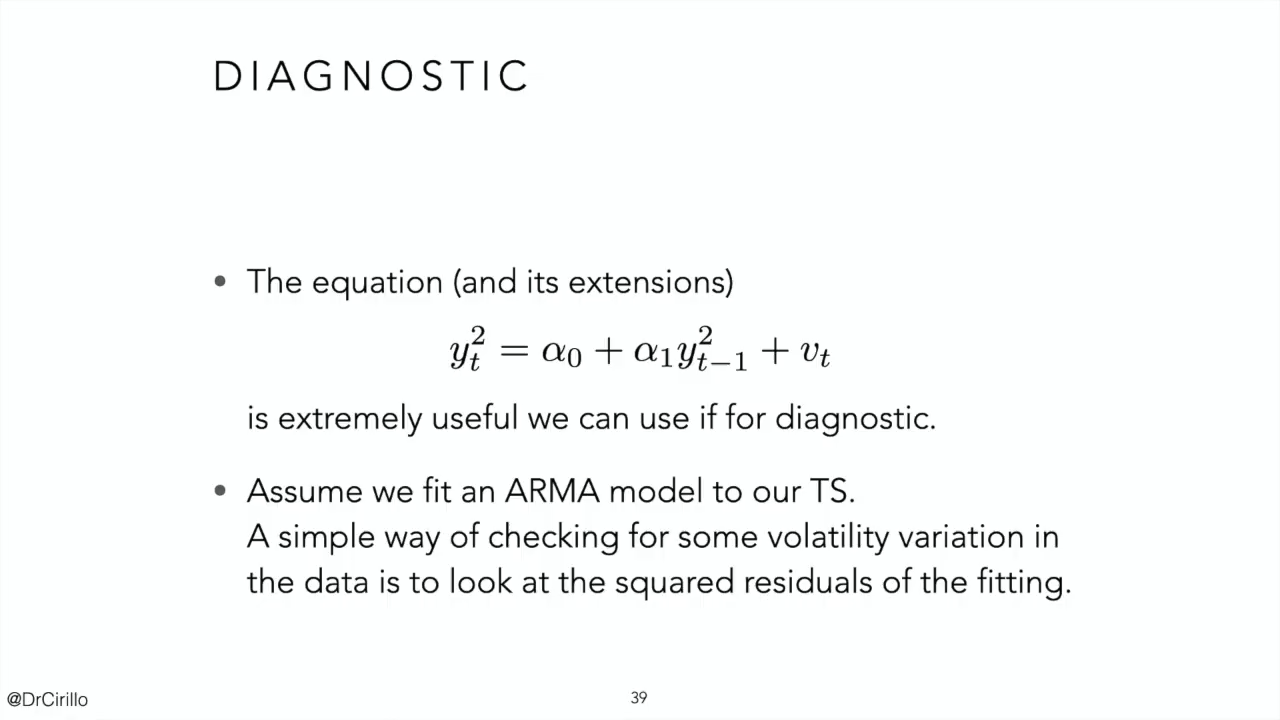 DIAGNOSTIC
• The equation (and its extensions)
y_t^2 = α_0 + α_1 y_{t−1}^2 + v_t
is extremely useful we can use if for diagnostic.
• Assume we fit an ARMA model to our TS.
A simple way of checking for some volatility variation in
the data is to look at the squared residuals of the fitting.
@DrCirillo
39